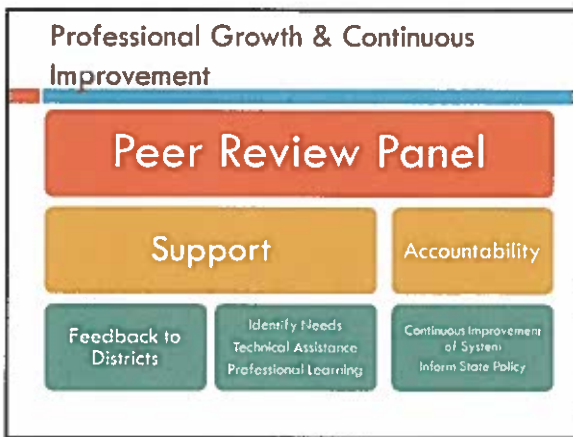 Professional Growth & Continuous
Improvement
Peer Review Panel
Support
Accountability
Feedback to
Districts
Identify Needs
Technical Assistance
Professional Learning
Continuous Improvement
of System
Inform State Policy